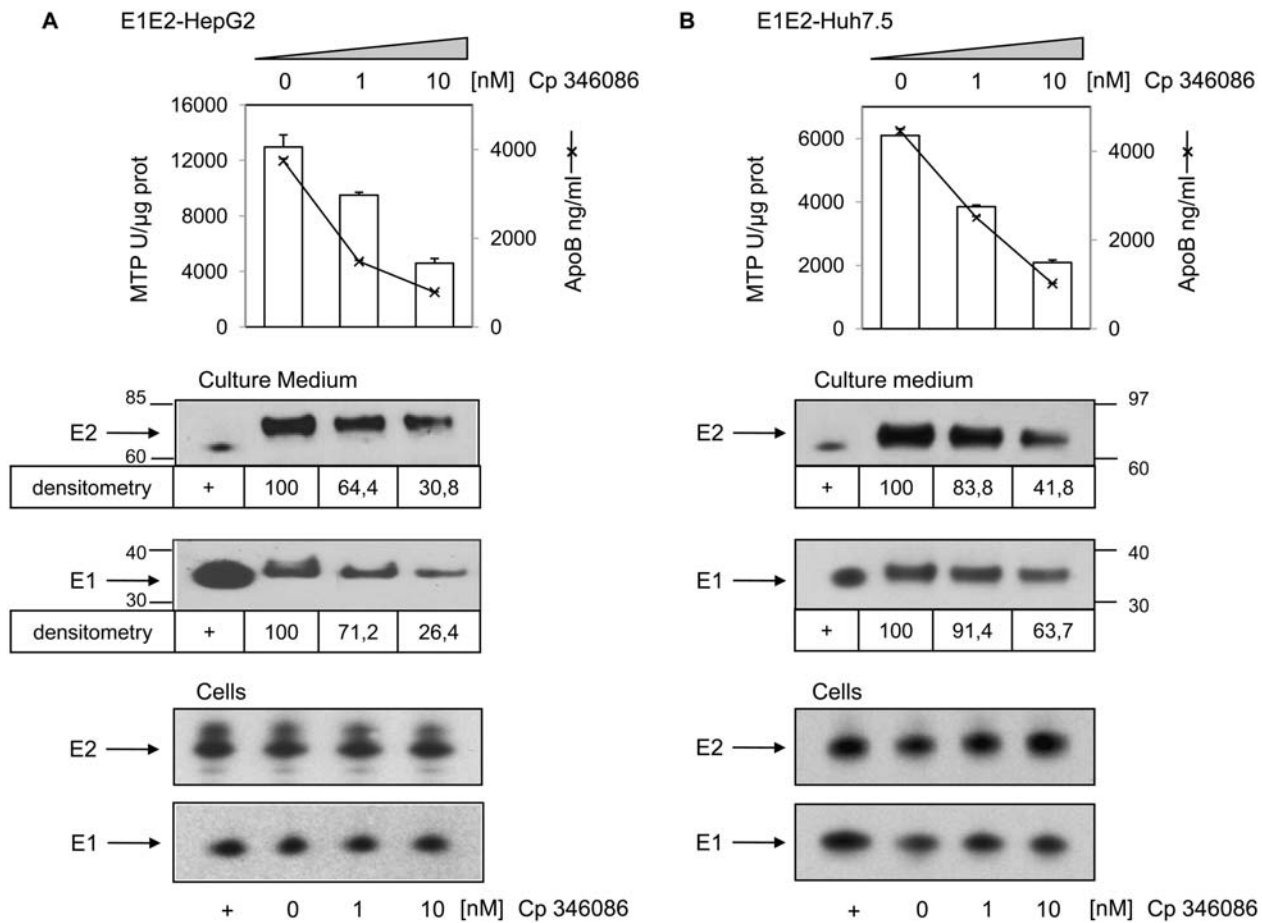 A E1E2-HepG2
0 1 10 [nM] Cp 346086
16000
12000
8000
4000
0
MTP U/µg prot
4000
2000
0
ApoB ng/ml
Culture Medium
85
E2
60
densitometry + 100 64,4 30,8
40
E1
30
densitometry + 100 71,2 26,4
Cells
E2
E1
+ 0 1 10 [nM] Cp 346086
B E1E2-Huh7.5
0 1 10 [nM] Cp 346086
6000
4000
2000
0
MTP U/µg prot
4000
2000
0
ApoB ng/ml
Culture medium
97
E2
60
+ 100 83,8 41,8
40
E1
30
+ 100 91,4 63,7
Cells
E2
E1
+ 0 1 10 [nM] Cp 346086